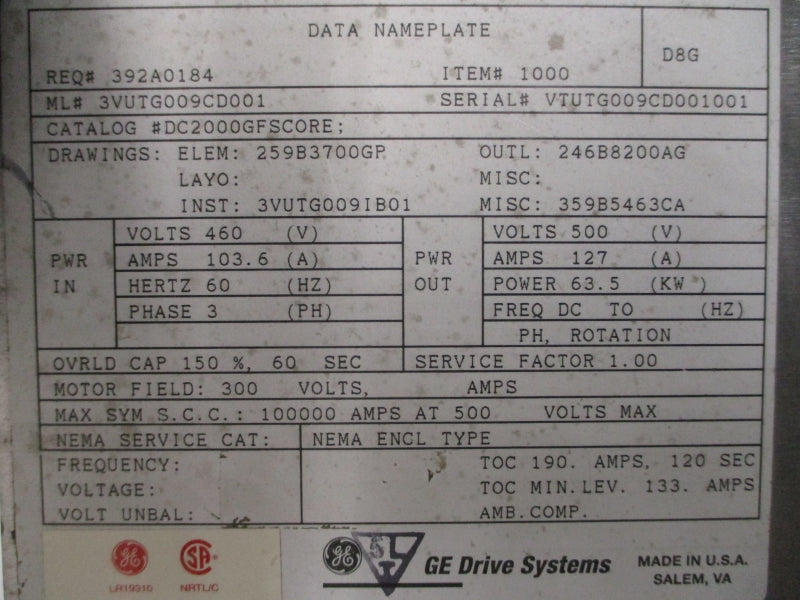 DATA NAMEPLATE
D8G
REQ# 392A0184 ITEM# 1000
ML# 3VUTG009CD001 SERIAL# VTUTG009CD001001
CATALOG #DC2000GFSCORE;
DRAWINGS: ELEM: 259B3700GP OUTL: 246B8200AG
LAYO: MISC:
INST: 3VUTG009IB01 MISC: 359B5463CA
VOLTS 460 (V) VOLTS 500 (V)
PWR AMPS 103.6 (A) PWR AMPS 127 (A)
IN HERTZ 60 (HZ) OUT POWER 63.5 (KW )
PHASE 3 (PH) FREQ DC TO (HZ)
PH, ROTATION
OVRLD CAP 150 %, 60 SEC SERVICE FACTOR 1.00
MOTOR FIELD: 300 VOLTS, AMPS
MAX SYM S.C.C.: 100000 AMPS AT 500 VOLTS MAX
NEMA SERVICE CAT: NEMA ENCL TYPE
FREQUENCY: TOC 190. AMPS, 120 SEC
VOLTAGE: TOC MIN.LEV. 133. AMPS
VOLT UNBAL: AMB.COMP.
GE SA GE GE Drive Systems MADE IN U.S.A.
LR19310 NRTL/C SALEM, VA